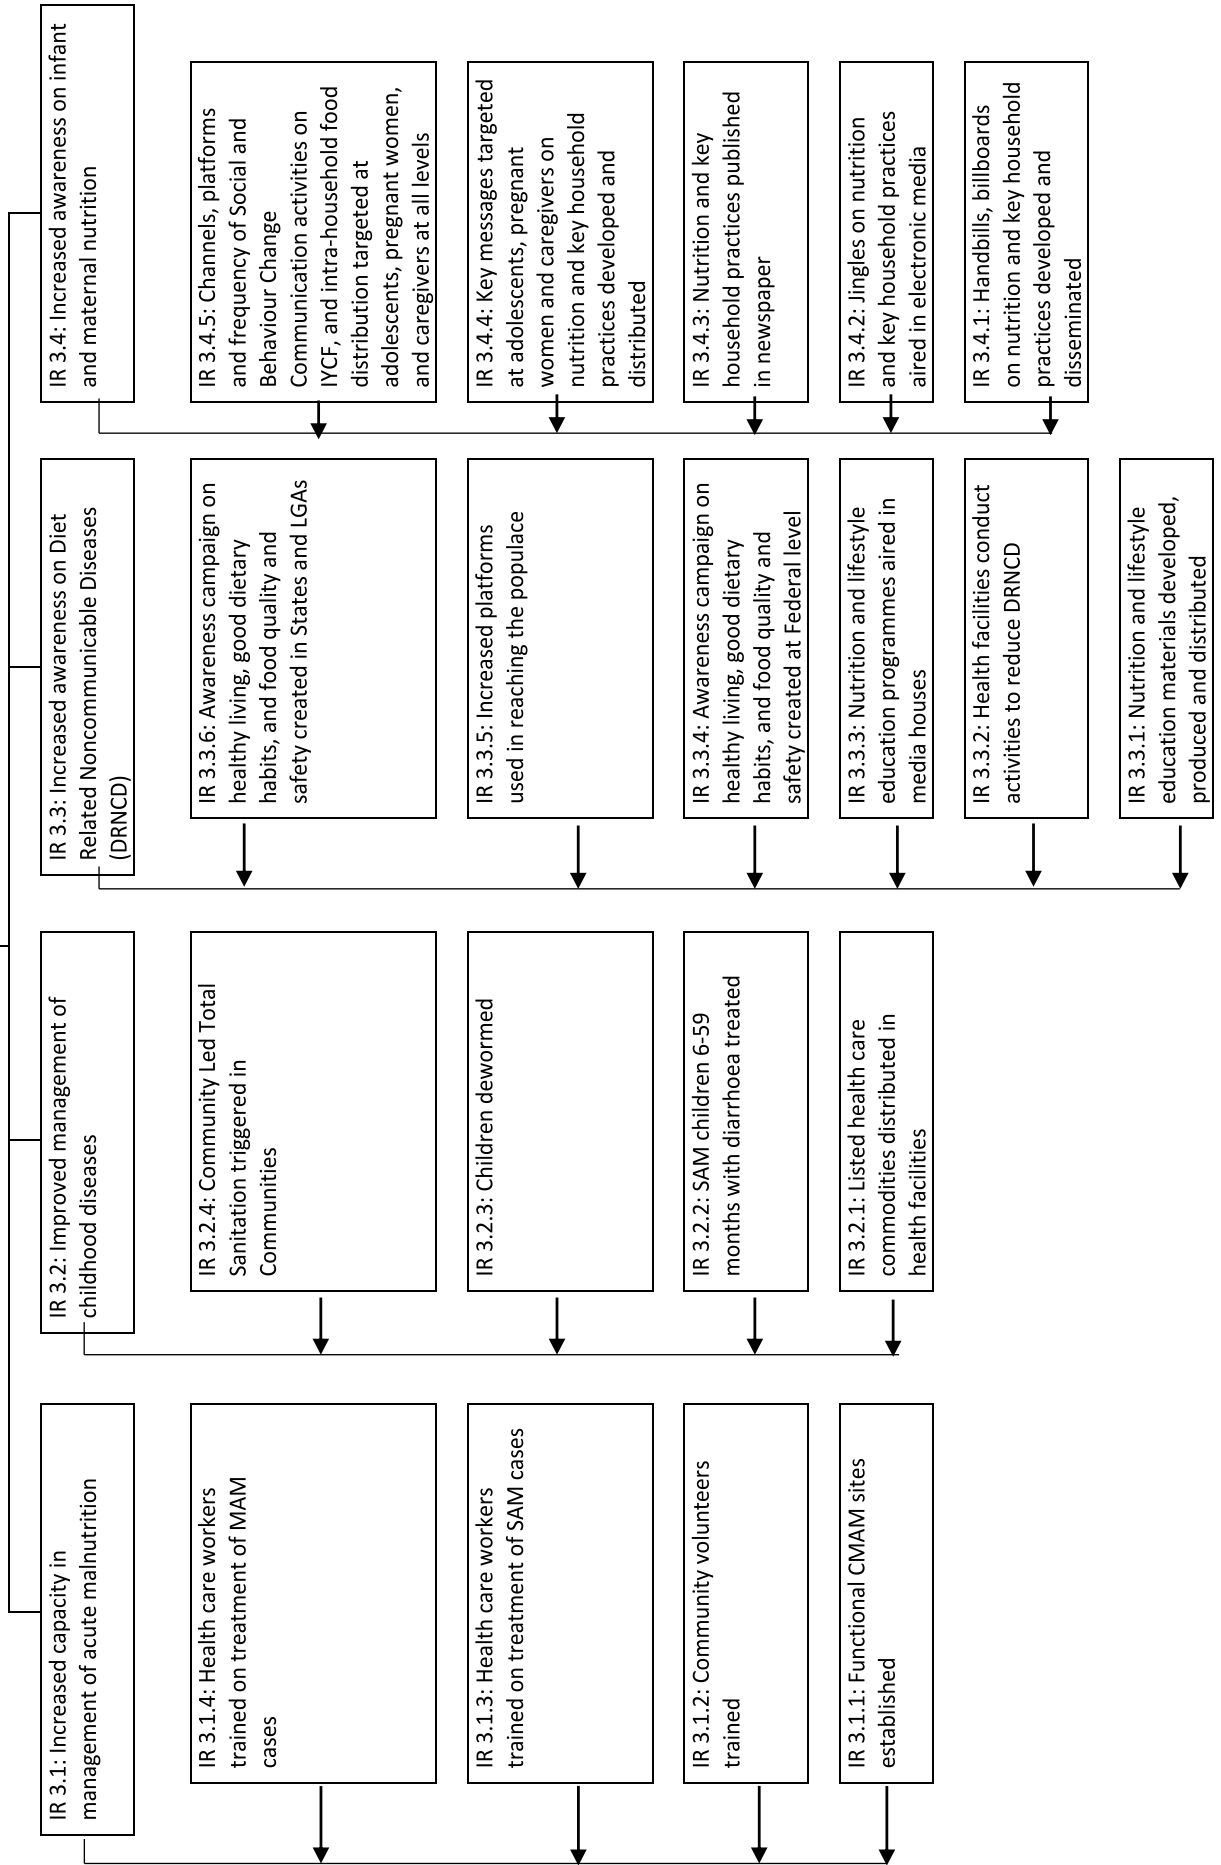 IR 3.1: Increased capacity in
management of acute malnutrition
IR 3.1.4: Health care workers
trained on treatment of MAM
cases
IR 3.1.3: Health care workers
trained on treatment of SAM cases
IR 3.1.2: Community volunteers
trained
IR 3.1.1: Functional CMAM sites
established
IR 3.2: Improved management of
childhood diseases
IR 3.2.4: Community Led Total
Sanitation triggered in
Communities
IR 3.2.3: Children dewormed
IR 3.2.2: SAM children 6-59
months with diarrhoea treated
IR 3.2.1: Listed health care
commodities distributed in
health facilities
IR 3.3: Increased awareness on Diet
Related Noncommunicable Diseases
(DRNCD)
IR 3.3.6: Awareness campaign on
healthy living, good dietary
habits, and food quality and
safety created in States and LGAs
IR 3.3.5: Increased platforms
used in reaching the populace
IR 3.3.4: Awareness campaign on
healthy living, good dietary
habits, and food quality and
safety created at Federal level
IR 3.3.3: Nutrition and lifestyle
education programmes aired in
media houses
IR 3.3.2: Health facilities conduct
activities to reduce DRNCD
IR 3.3.1: Nutrition and lifestyle
education materials developed,
produced and distributed
IR 3.4: Increased awareness on infant
and maternal nutrition
IR 3.4.5: Channels, platforms
and frequency of Social and
Behaviour Change
Communication activities on
IYCF, and intra-household food
distribution targeted at
adolescents, pregnant women,
and caregivers at all levels
IR 3.4.4: Key messages targeted
at adolescents, pregnant
women and caregivers on
nutrition and key household
practices developed and
distributed
IR 3.4.3: Nutrition and key
household practices published
in newspaper
IR 3.4.2: Jingles on nutrition
and key household practices
aired in electronic media
IR 3.4.1: Handbills, billboards
on nutrition and key household
practices developed and
disseminated